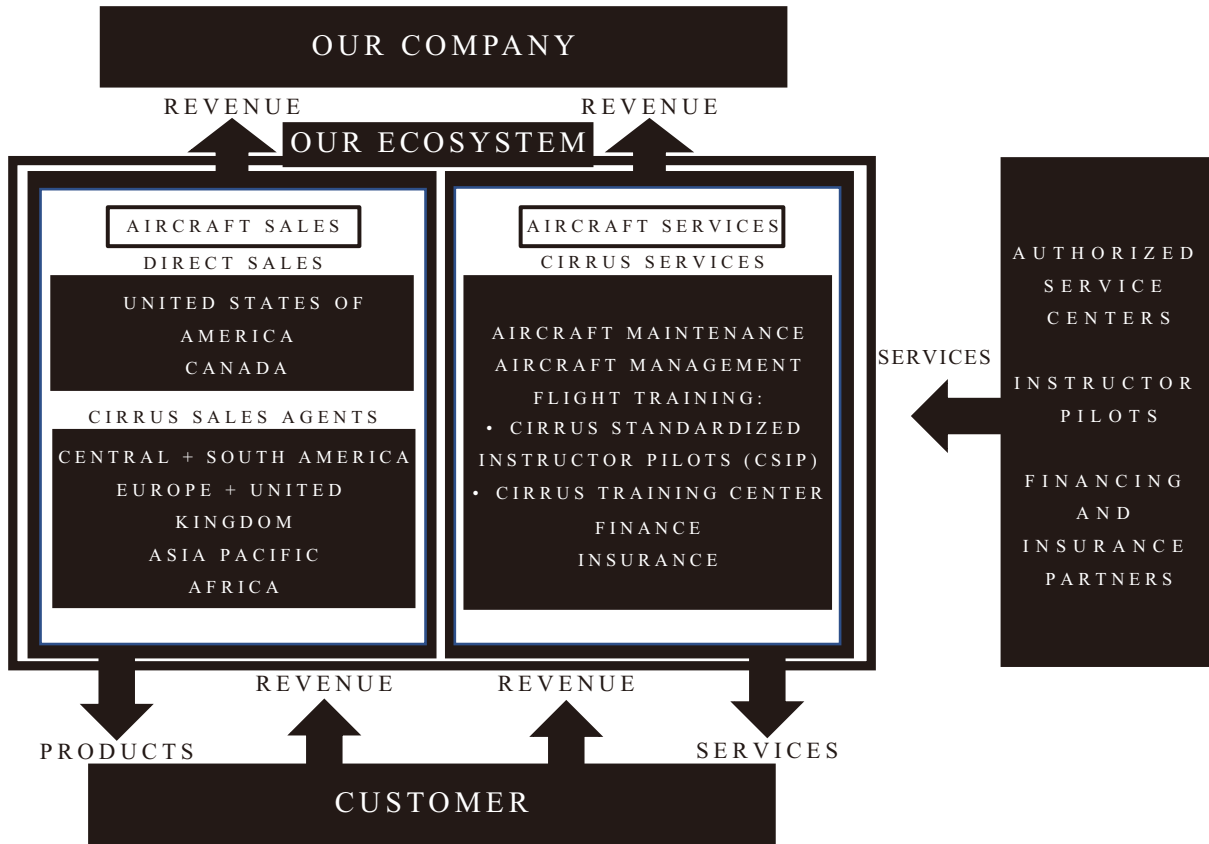 OUR COMPANY
REVENUE
REVENUE
OUR ECOSYSTEM
AIRCRAFT SALES
DIRECT SALES
UNITED STATES OF
AMERICA
CANADA
CIRRUS SALES AGENTS
CENTRAL + SOUTH AMERICA
EUROPE + UNITED
KINGDOM
ASIA PACIFIC
AFRICA
AIRCRAFT SERVICES
CIRRUS SERVICES
AIRCRAFT MAINTENANCE
AIRCRAFT MANAGEMENT
FLIGHT TRAINING:
• CIRRUS STANDARDIZED
INSTRUCTOR PILOTS (CSIP)
• CIRRUS TRAINING CENTER
FINANCE
INSURANCE
SERVICES
AUTHORIZED
SERVICE
CENTERS
INSTRUCTOR
PILOTS
FINANCING
AND
INSURANCE
PARTNERS
PRODUCTS
REVENUE
REVENUE
SERVICES
CUSTOMER